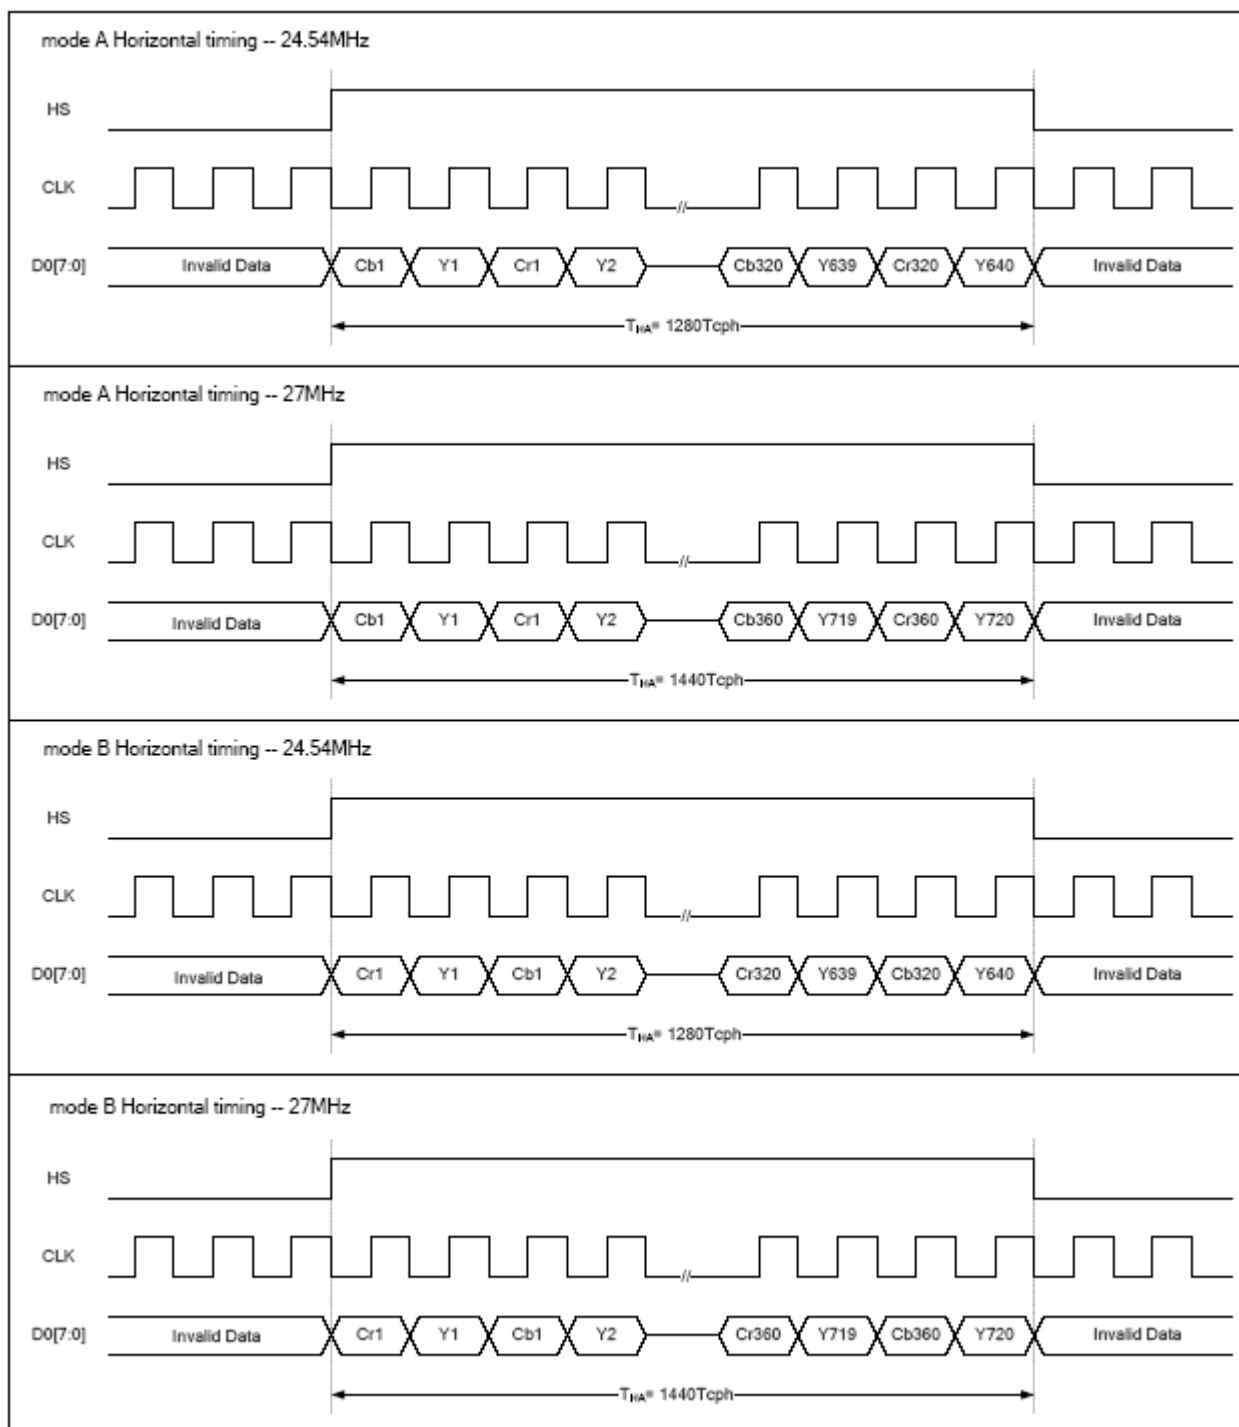 mode A Horizontal timing -- 24.54MHz
HS
CLK
//
D0[7:0] Invalid Data Cb1 Y1 Cr1 Y2 Cb320 Y639 Cr320 Y640 Invalid Data
THA= 1280Tcph
mode A Horizontal timing -- 27MHz
HS
CLK
//
D0[7:0] Invalid Data Cb1 Y1 Cr1 Y2 Cb360 Y719 Cr360 Y720 Invalid Data
THA= 1440Tcph
mode B Horizontal timing -- 24.54MHz
HS
CLK
//
D0[7:0] Invalid Data Cr1 Y1 Cb1 Y2 Cr320 Y639 Cb320 Y640 Invalid Data
THA= 1280Tcph
mode B Horizontal timing -- 27MHz
HS
CLK
//
D0[7:0] Invalid Data Cr1 Y1 Cb1 Y2 Cr360 Y719 Cb360 Y720 Invalid Data
THA= 1440Tcph